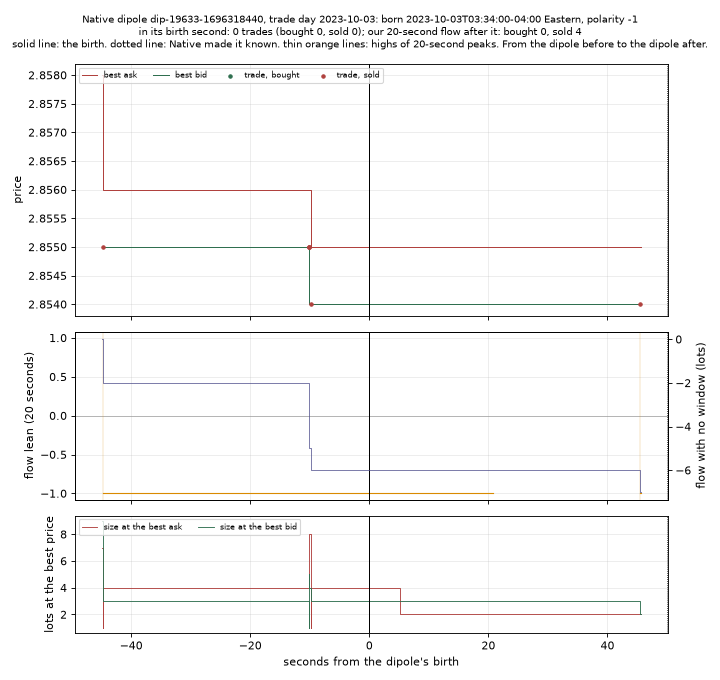 Native dipole dip-19633-1696318440, trade day 2023-10-03: born 2023-10-03T03:34:00-04:00 Eastern, polarity -1
in its birth second: 0 trades (bought 0, sold 0); our 20-second flow after it: bought 0, sold 4
solid line: the birth. dotted line: Native made it known. thin orange lines: highs of 20-second peaks. From the dipole before to the dipole after.
best ask
best bid
trade, bought
trade, sold
price
2.8580
2.8575
2.8570
2.8565
2.8560
2.8555
2.8550
2.8545
2.8540
flow lean (20 seconds)
1.0
0.5
0.0
−0.5
−1.0
0
−2
−4
−6
flow with no window (lots)
size at the best ask
size at the best bid
lots at the best price
8
6
4
2
−40
−20
0
20
40
seconds from the dipole's birth